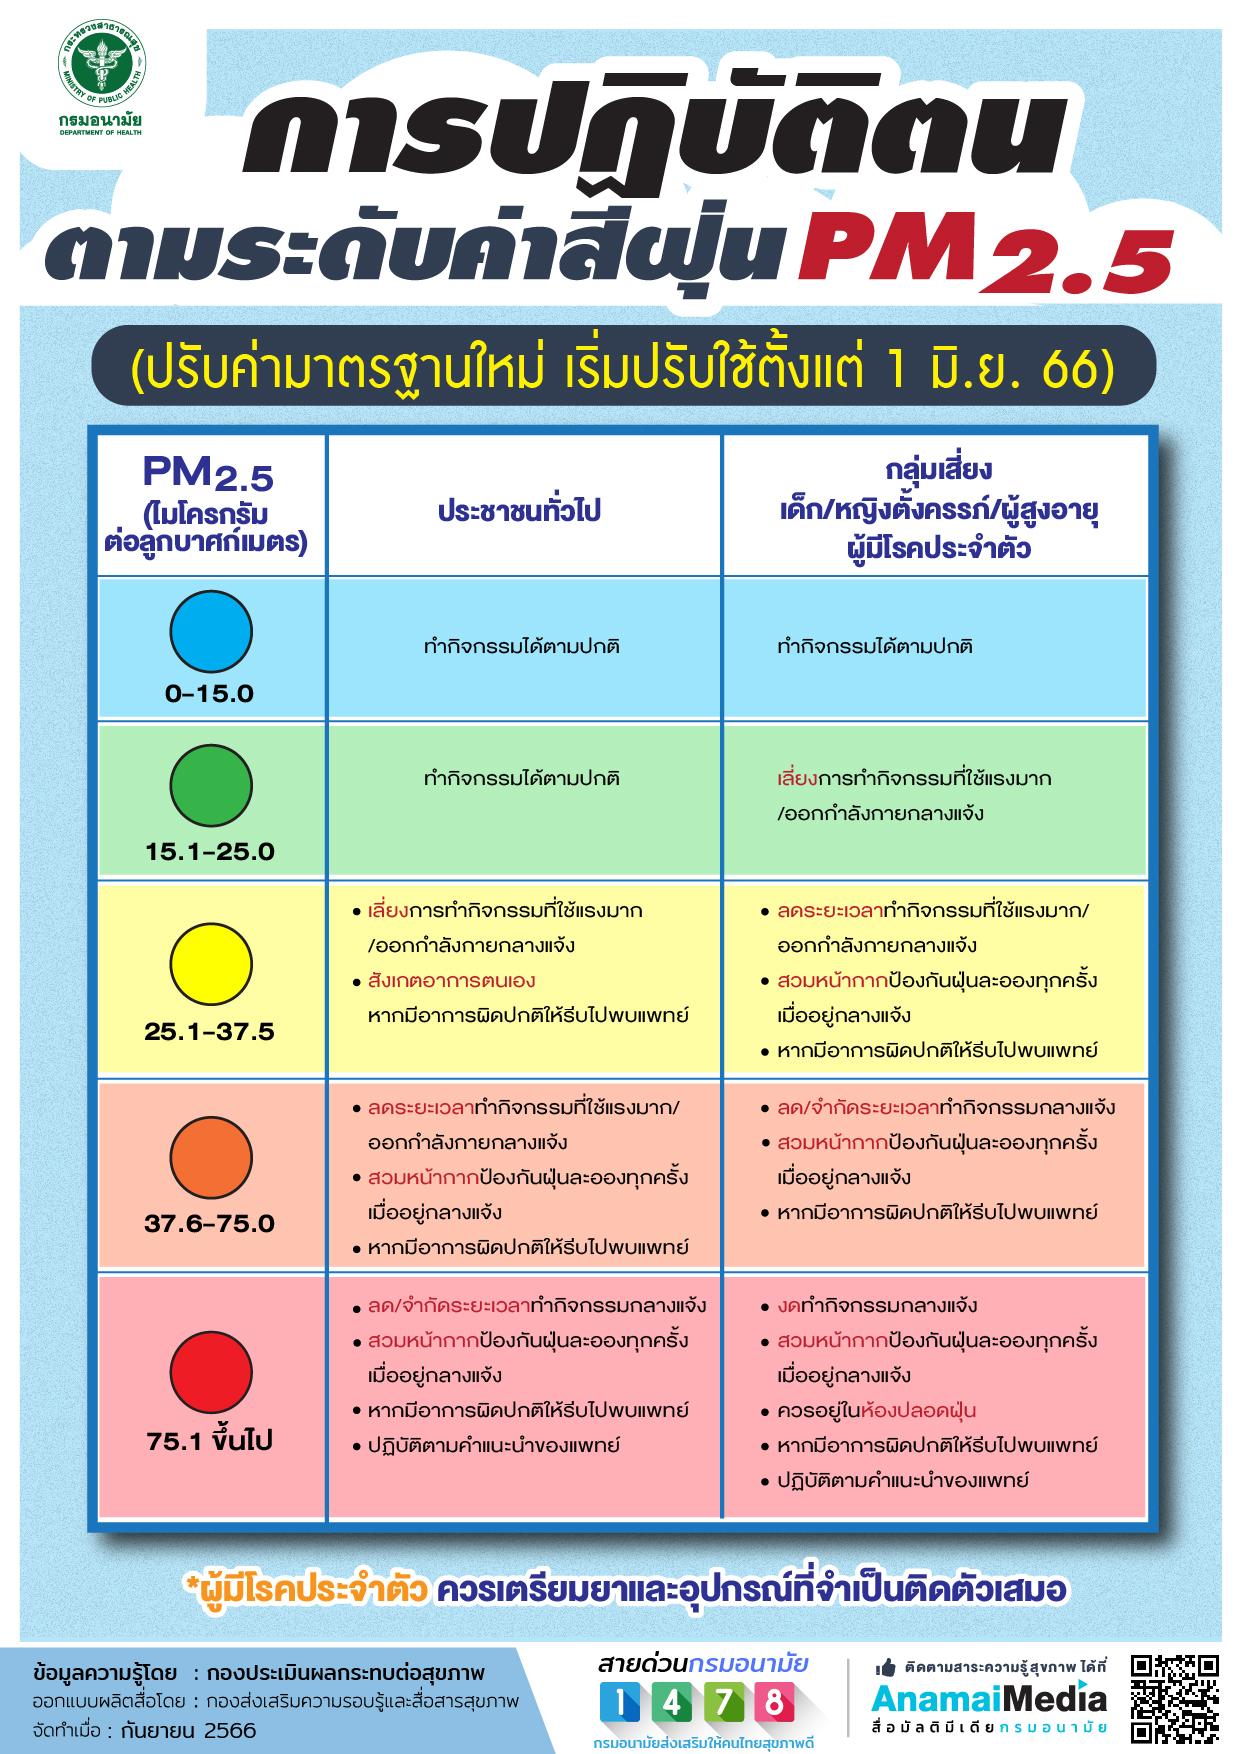 กระทรวงสาธารณสุข
MINISTRY OF PUBLIC HEALTH
กรมอนามัย
DEPARTMENT OF HEALTH
การปฏิบัติตน
ตามระดับค่าสีฝุ่น PM2.5
(ปรับค่ามาตรฐานใหม่ เริ่มปรับใช้ตั้งแต่ 1 มิ.ย. 66)
PM2.5
(ไมโครกรัม
ต่อลูกบาศก์เมตร)
ประชาชนทั่วไป
กลุ่มเสี่ยง
เด็ก/หญิงตั้งครรภ์/ผู้สูงอายุ
ผู้มีโรคประจำตัว
0-15.0
ทำกิจกรรมได้ตามปกติ
ทำกิจกรรมได้ตามปกติ
15.1-25.0
ทำกิจกรรมได้ตามปกติ
เลี่ยงการทำกิจกรรมที่ใช้แรงมาก
/ออกกำลังกายกลางแจ้ง
25.1-37.5
• เลี่ยงการทำกิจกรรมที่ใช้แรงมาก
/ออกกำลังกายกลางแจ้ง
• สังเกตอาการตนเอง
หากมีอาการผิดปกติให้รีบไปพบแพทย์
• ลดระยะเวลาทำกิจกรรมที่ใช้แรงมาก/
ออกกำลังกายกลางแจ้ง
• สวมหน้ากากป้องกันฝุ่นละอองทุกครั้ง
เมื่ออยู่กลางแจ้ง
• หากมีอาการผิดปกติให้รีบไปพบแพทย์
37.6-75.0
• ลดระยะเวลาทำกิจกรรมที่ใช้แรงมาก/
ออกกำลังกายกลางแจ้ง
• สวมหน้ากากป้องกันฝุ่นละอองทุกครั้ง
เมื่ออยู่กลางแจ้ง
• หากมีอาการผิดปกติให้รีบไปพบแพทย์
• ลด/จำกัดระยะเวลาทำกิจกรรมกลางแจ้ง
• สวมหน้ากากป้องกันฝุ่นละอองทุกครั้ง
เมื่ออยู่กลางแจ้ง
• หากมีอาการผิดปกติให้รีบไปพบแพทย์
75.1 ขึ้นไป
• ลด/จำกัดระยะเวลาทำกิจกรรมกลางแจ้ง
• สวมหน้ากากป้องกันฝุ่นละอองทุกครั้ง
เมื่ออยู่กลางแจ้ง
• หากมีอาการผิดปกติให้รีบไปพบแพทย์
• ปฏิบัติตามคำแนะนำของแพทย์
• งดทำกิจกรรมกลางแจ้ง
• สวมหน้ากากป้องกันฝุ่นละอองทุกครั้ง
เมื่ออยู่กลางแจ้ง
• ควรอยู่ในห้องปลอดฝุ่น
• หากมีอาการผิดปกติให้รีบไปพบแพทย์
• ปฏิบัติตามคำแนะนำของแพทย์
*ผู้มีโรคประจำตัว ควรเตรียมยาและอุปกรณ์ที่จำเป็นติดตัวเสมอ
ข้อมูลความรู้โดย : กองประเมินผลกระทบต่อสุขภาพ
ออกแบบผลิตสื่อโดย : กองส่งเสริมความรอบรู้และสื่อสารสุขภาพ
จัดทำเมื่อ : กันยายน 2566
สายด่วนกรมอนามัย
1 4 7 8
กรมอนามัยส่งเสริมให้คนไทยสุขภาพดี
ติดตามสาระความรู้สุขภาพ ได้ที่
AnamaiMedia
สื่อมัลติมีเดียกรมอนามัย